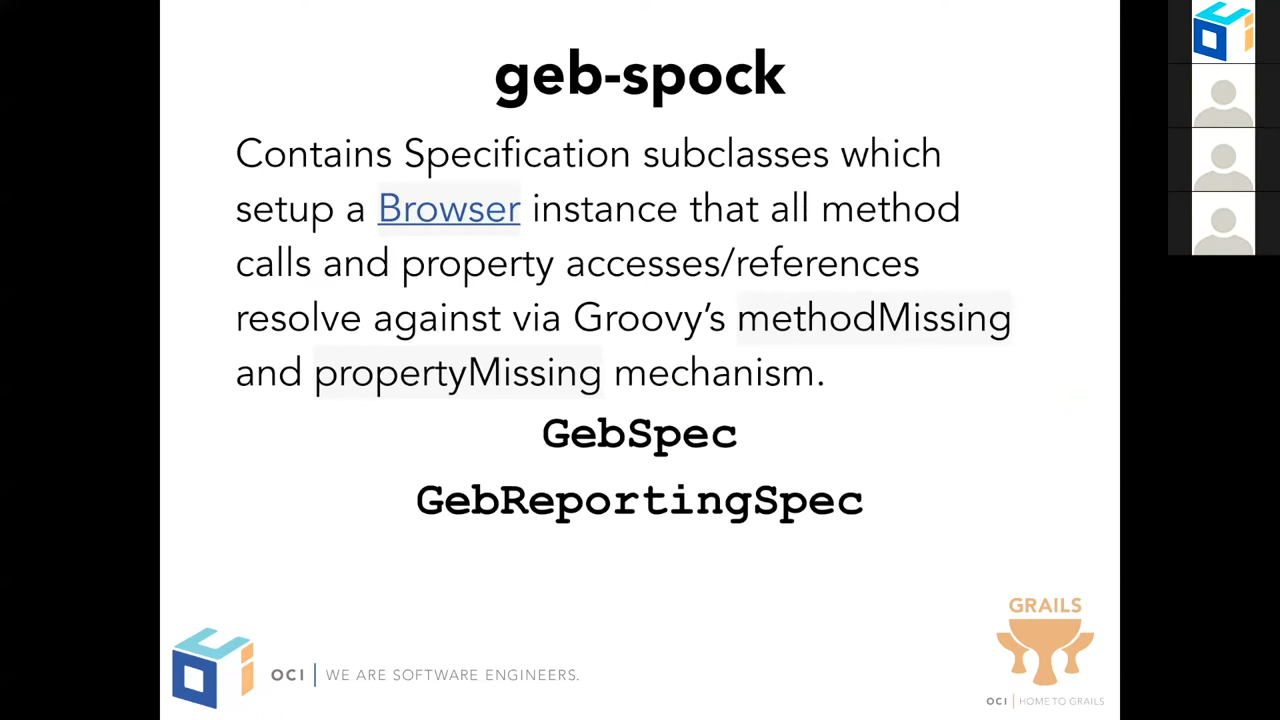 geb-spock
Contains Specification subclasses which
setup a Browser instance that all method
calls and property accesses/references
resolve against via Groovy’s methodMissing
and propertyMissing mechanism.
GebSpec
GebReportingSpec
GRAILS
OCI | WE ARE SOFTWARE ENGINEERS.
OCI | HOME TO GRAILS